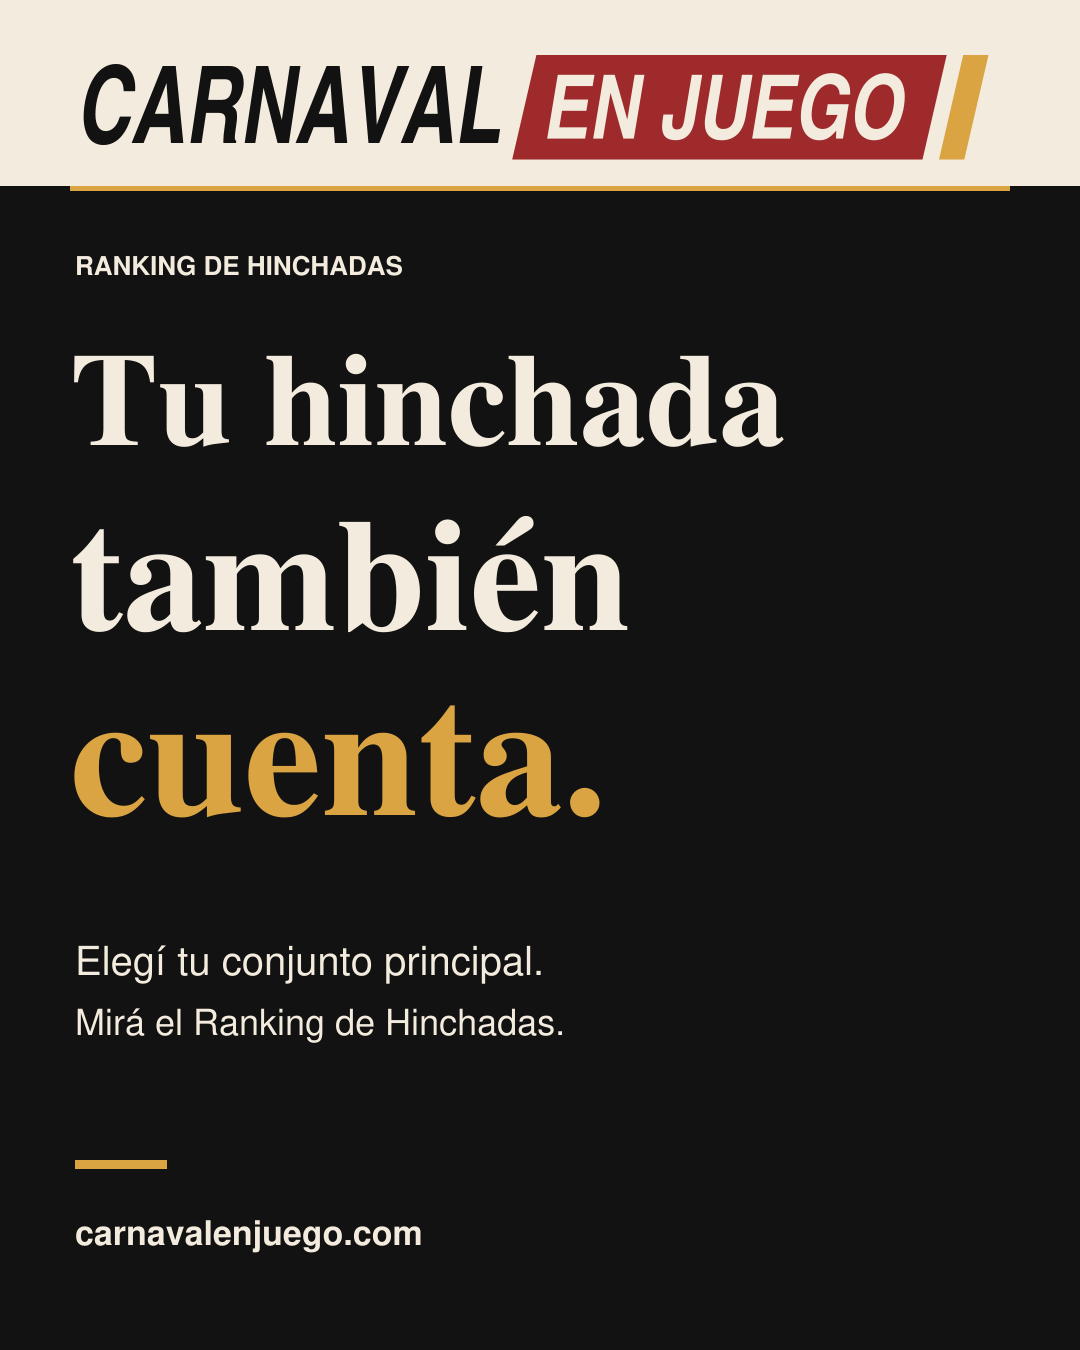 CARNAVAL EN JUEGO
RANKING DE HINCHADAS
Tu hinchada
también
cuenta.
Elegí tu conjunto principal.
Mirá el Ranking de Hinchadas.
carnavalenjuego.com